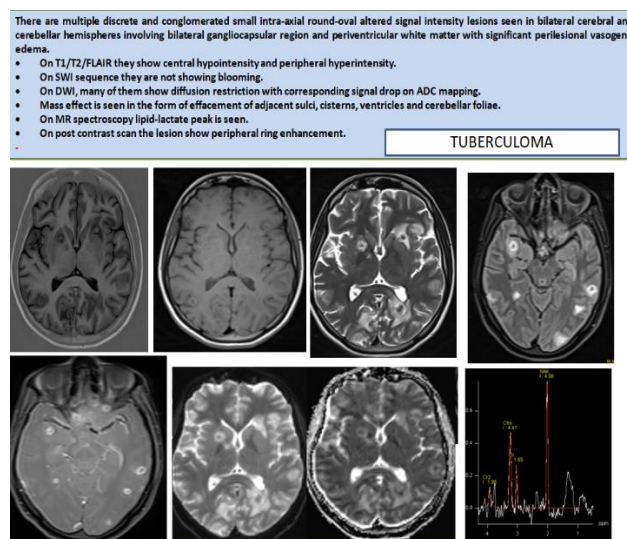 There are multiple discrete and conglomerated small intra-axial round-oval altered signal intensity lesions seen in bilateral cerebral an
cerebellar hemispheres involving bilateral gangliocapsular region and periventricular white matter with significant perilesional vasogen
edema.
• On T1/T2/FLAIR they show central hypointensity and peripheral hyperintensity.
• On SWI sequence they are not showing blooming.
• On DWI, many of them show diffusion restriction with corresponding signal drop on ADC mapping.
• Mass effect is seen in the form of effacement of adjacent sulci, cisterns, ventricles and cerebellar foliae.
• On MR spectroscopy lipid-lactate peak is seen.
• On post contrast scan the lesion show peripheral ring enhancement.
-
TUBERCULOMA
4
3
2
1
ppm